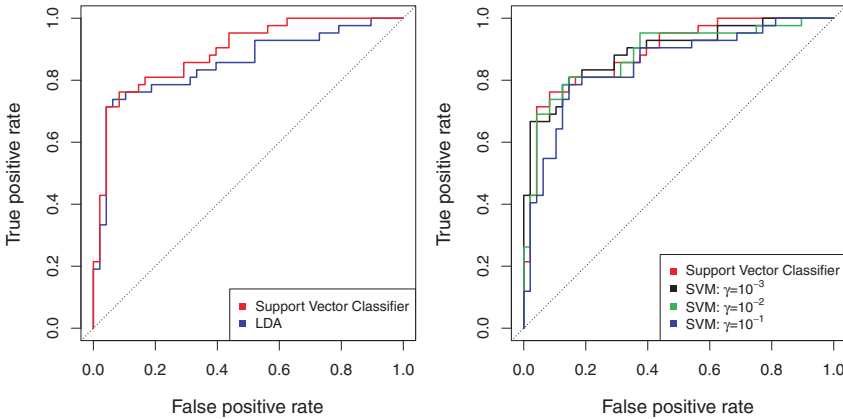 True positive rate
1.0
0.8
0.6
0.4
0.2
0.0
Support Vector Classifier
LDA
0.0 0.2 0.4 0.6 0.8 1.0
False positive rate
True positive rate
1.0
0.8
0.6
0.4
0.2
0.0
Support Vector Classifier
SVM: γ=10⁻³
SVM: γ=10⁻²
SVM: γ=10⁻¹
0.0 0.2 0.4 0.6 0.8 1.0
False positive rate